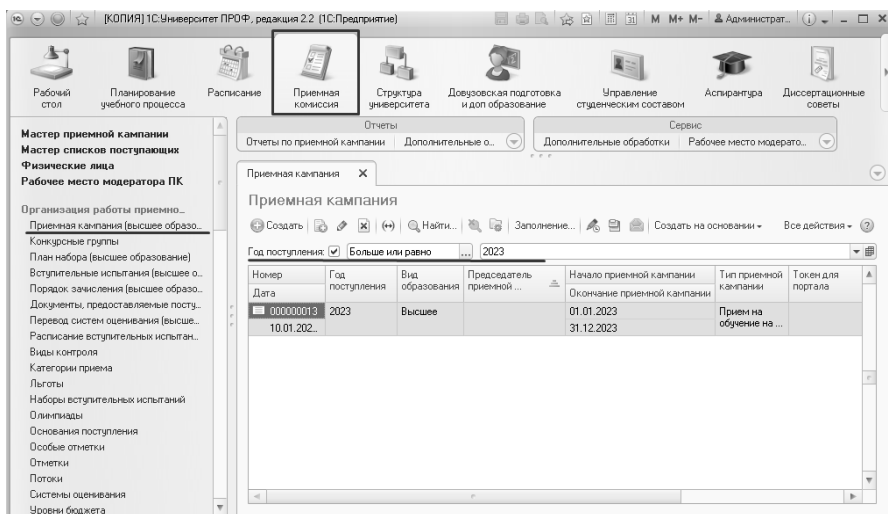 [КОПИЯ] 1С:Университет ПРОФ, редакция 2.2 (1С:Предприятие)
M M+ M- Администрат...
Рабочий стол
Планирование учебного процесса
Расписание
Приемная комиссия
Структура университета
Довузовская подготовка и доп образование
Управление студенческим составом
Аспирантура
Диссертационные советы
Мастер приемной кампании
Мастер списков поступающих
Физические лица
Рабочее место модератора ПК
Организация работы приемно...
Приемная кампания (высшее образо...
Конкурсные группы
План набора (высшее образование)
Вступительные испытания (высшее о...
Порядок зачисления (высшее образо...
Документы, предоставляемые посту...
Перевод систем оценивания (высше...
Расписание вступительных испытан...
Виды контроля
Категории приема
Льготы
Наборы вступительных испытаний
Олимпиады
Основания поступления
Особые отметки
Отметки
Потоки
Системы оценивания
Уровни бюджета
Отчеты
Отчеты по приемной кампании Дополнительные о...
Сервис
Дополнительные обработки Рабочее место модерато...
Приемная кампания
Приемная кампания
Создать Найти... Заполнение... Создать на основании Все действия
Год поступления: Больше или равно ... 2023
Номер
Дата
Год поступления
Вид образования
Председатель приемной ...
Начало приемной кампании
Окончание приемной кампании
Тип приемной кампании
Токен для портала
000000013 2023 Высшее 01.01.2023 Прием на
10.01.202... 31.12.2023 обучение на ...